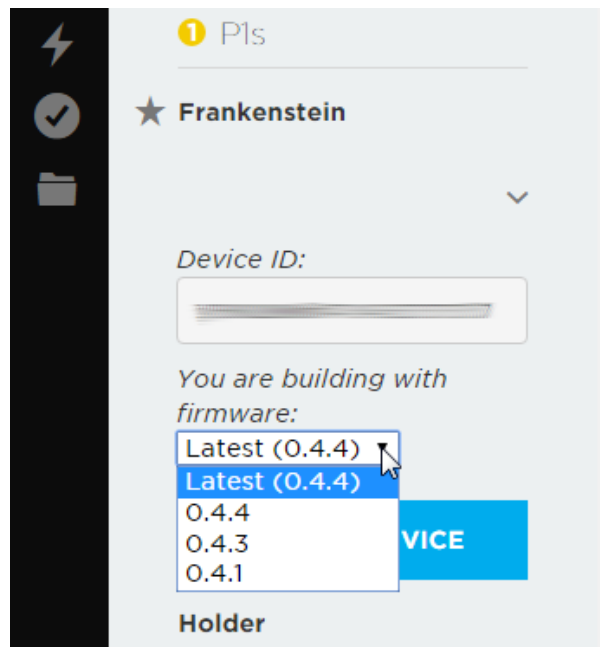 1 P1s
Frankenstein
Device ID:
You are building with
firmware:
Latest (0.4.4)
Latest (0.4.4)
0.4.4
0.4.3
0.4.1
VICE
Holder